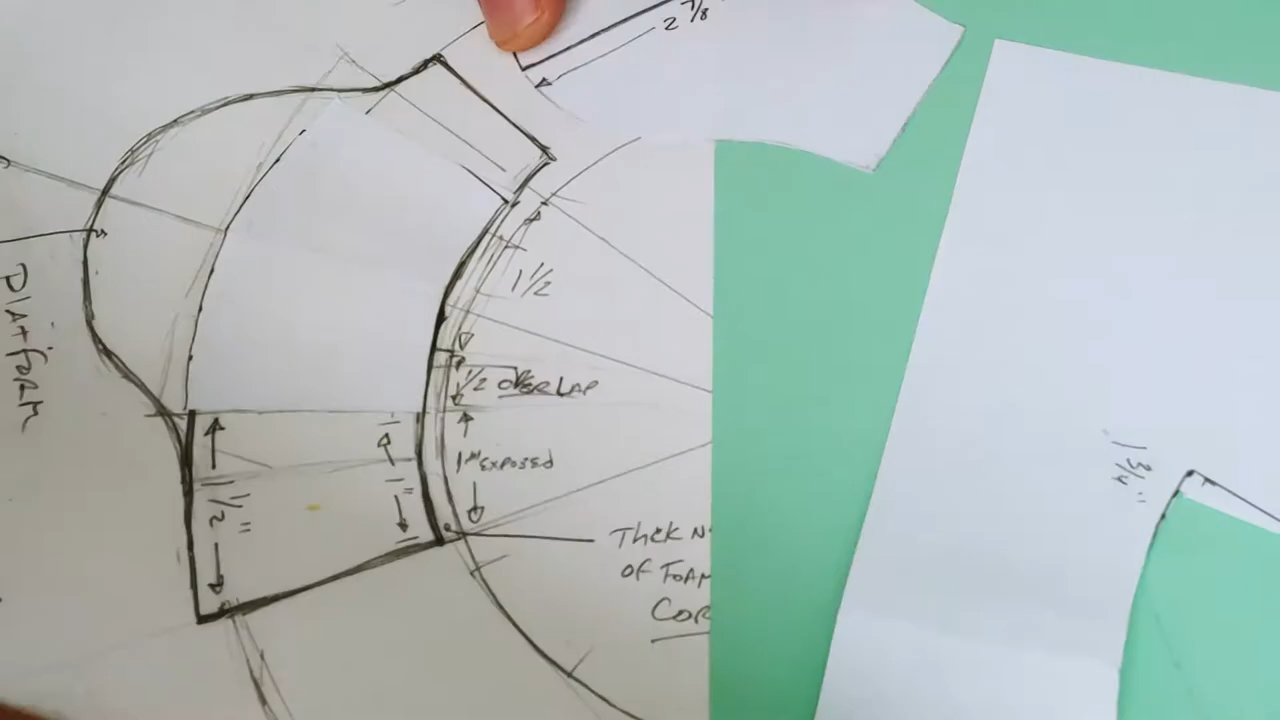 2 7/8
1 1/2
1/2 OVERLAP
1" EXPOSED
1"
1 1/2"
Platform
THICKN
OF FOAM
COR
1 3/4"